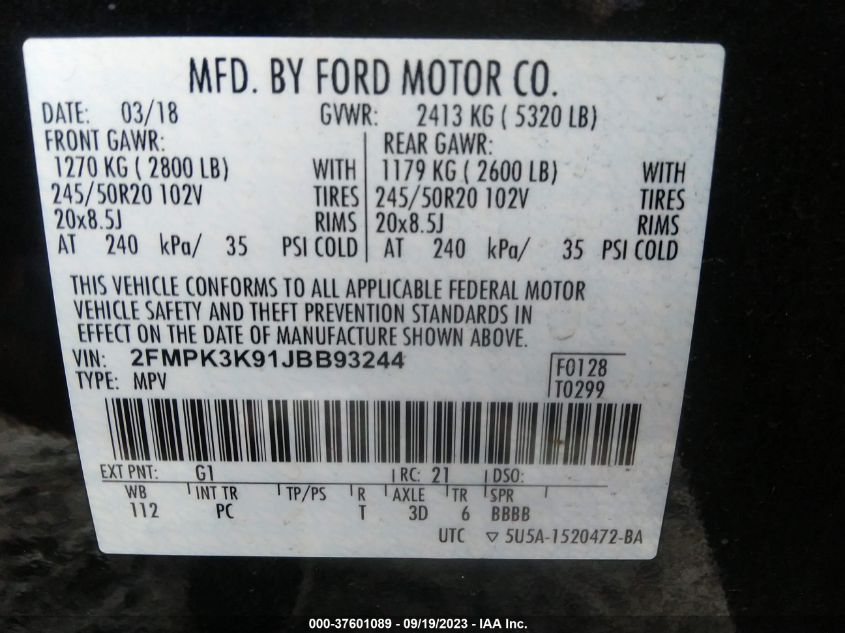 MFD. BY FORD MOTOR CO.
DATE: 03/18 GVWR: 2413 KG ( 5320 LB)
FRONT GAWR: REAR GAWR:
1270 KG ( 2800 LB) WITH 1179 KG ( 2600 LB) WITH
245/50R20 102V TIRES 245/50R20 102V TIRES
20x8.5J RIMS 20x8.5J RIMS
AT 240 kPa/ 35 PSI COLD AT 240 kPa/ 35 PSI COLD
THIS VEHICLE CONFORMS TO ALL APPLICABLE FEDERAL MOTOR
VEHICLE SAFETY AND THEFT PREVENTION STANDARDS IN
EFFECT ON THE DATE OF MANUFACTURE SHOWN ABOVE.
VIN: 2FMPK3K91JBB93244 F0128
TYPE: MPV T0299
EXT PNT: G1 RC: 21 DSO:
WB INT TR TP/PS R AXLE TR SPR
112 PC T 3D 6 BBBB
UTC ▽ 5U5A-1520472-BA
000-37601089 - 09/19/2023 - IAA Inc.